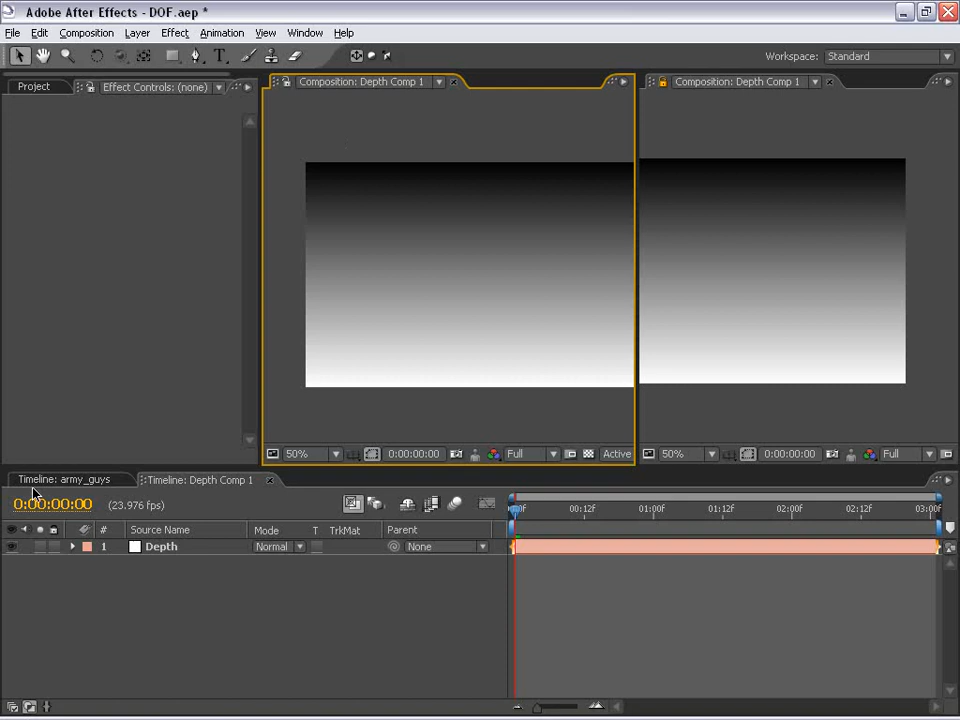 Adobe After Effects - DOF.aep *
File Edit Composition Layer Effect Animation View Window Help
Workspace: Standard
Project Effect Controls: (none) Composition: Depth Comp 1 Composition: Depth Comp 1
50% 0:00:00:00 Full Active 50% 0:00:00:00 Full
Timeline: army_guys Timeline: Depth Comp 1
0:00:00:00 (23.976 fps)
00:12f 01:00f 01:12f 02:00f 02:12f 03:00f
# Source Name Mode T TrkMat Parent
1 Depth Normal None